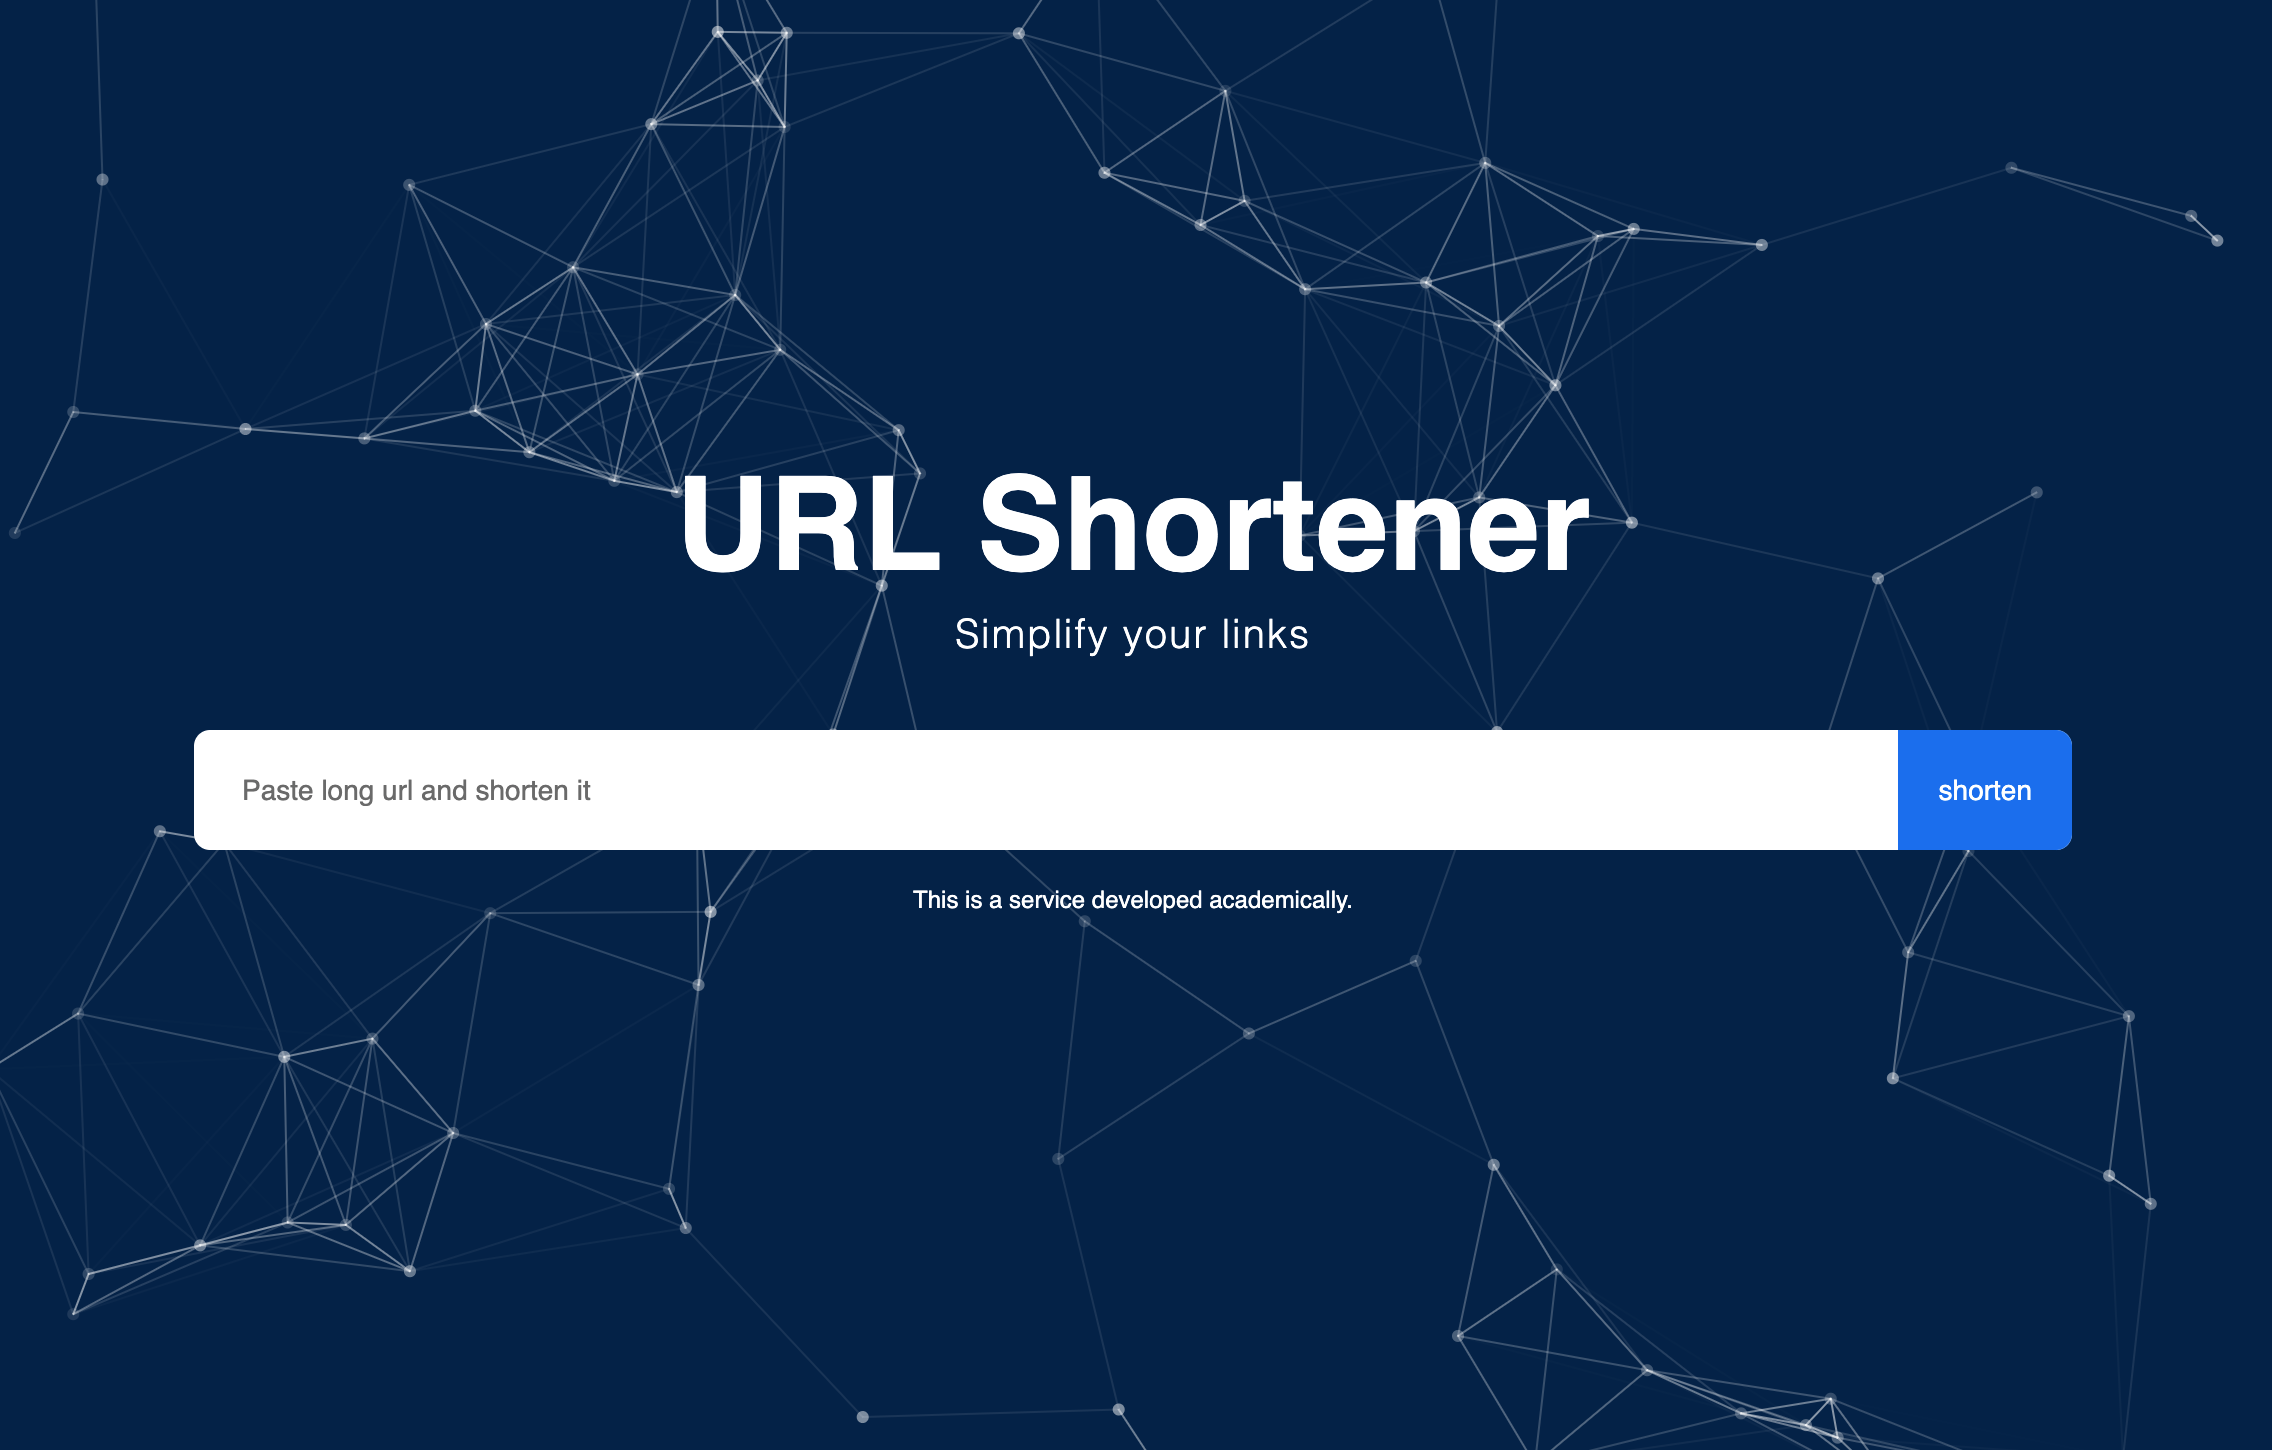 URL Shortener
Simplify your links
Paste long url and shorten it
shorten
This is a service developed academically.